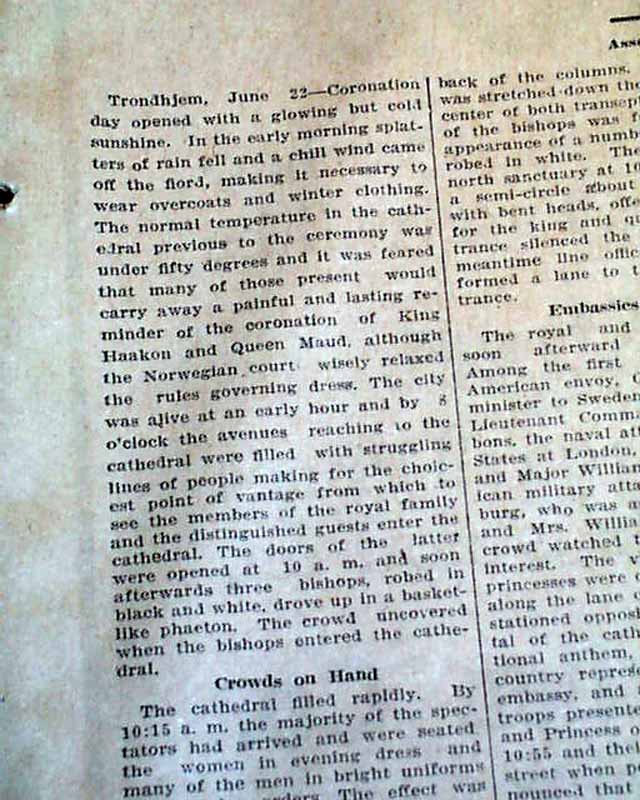 Trondhjem, June 22—Coronation
day opened with a glowing but cold
sunshine. In the early morning splat-
ters of rain fell and a chill wind came
off the fiord, making it necessary to
wear overcoats and winter clothing.
The normal temperature in the cath-
edral previous to the ceremony was
under fifty degrees and it was feared
that many of those present would
carry away a painful and lasting re-
minder of the coronation of King
Haakon and Queen Maud, although
the Norwegian court wisely relaxed
the rules governing dress. The city
was alive at an early hour and by 8
o'clock the avenues reaching to the
cathedral were filled with struggling
lines of people making for the choic-
est point of vantage from which to
see the members of the royal family
and the distinguished guests enter the
cathedral. The doors of the latter
were opened at 10 a. m. and soon
afterwards three bishops, robed in
black and white, drove up in a basket-
like phaeton. The crowd uncovered
when the bishops entered the cathe-
dral.
Crowds on Hand
The cathedral filled rapidly. By
10:15 a. m. the majority of the spec-
tators had arrived and were seated
the women in evening dress and
many of the men in bright uniforms
The effect was
Asso
back of the columns.
was stretched down the
center of both transep
of the bishops was
appearance of a numb
robed in white. The
north sanctuary at 10
a semi-circle about
with bent heads, offe
for the king and qu
trance silenced the
meantime line offic
formed a lane to t
trance.
Embassies
The royal and
soon afterward
Among the first
American envoy,
minister to Sweden
Lieutenant Comm
bons, the naval att
States at London,
and Major William
ican military atta
burg, who was a
and Mrs. Willia
crowd watched t
interest. The v
princesses were
along the lane
stationed opposi
tal of the cath
tional anthem,
country repres
embassy, and
troops presente
and Princess o
10:55 and the
street when p
nounced that